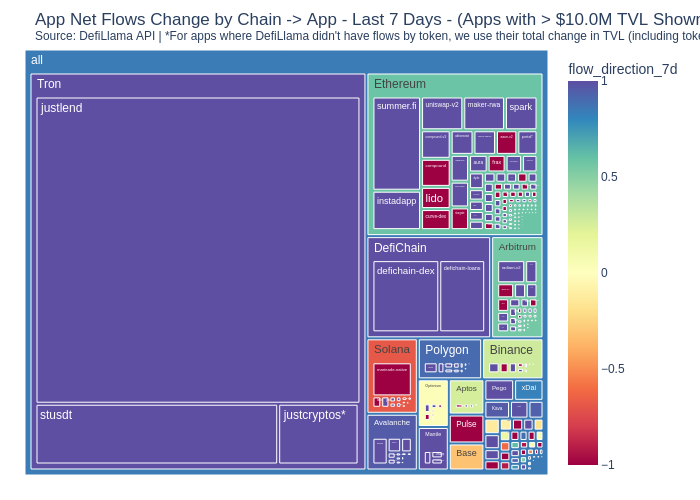 App Net Flows Change by Chain -> App - Last 7 Days - (Apps with > $10.0M TVL Shown
Source: DefiLlama API | *For apps where DefiLlama didn't have flows by token, we use their total change in TVL (including toke
flow_direction_7d
all
Tron
justlend
stusdt
justcryptos*
Ethereum
summer.fi
uniswap-v2
maker-rwa
spark
instadapp
compound-v3
compound
lido
curve-dex
aura
frax
DefiChain
defichain-dex
defichain-loans
Arbitrum
Solana
Polygon
Binance
Optimism
Aptos
Pego
xDai
Kava
Avalanche
Mantle
Pulse
Base
1
0.5
0
−0.5
−1